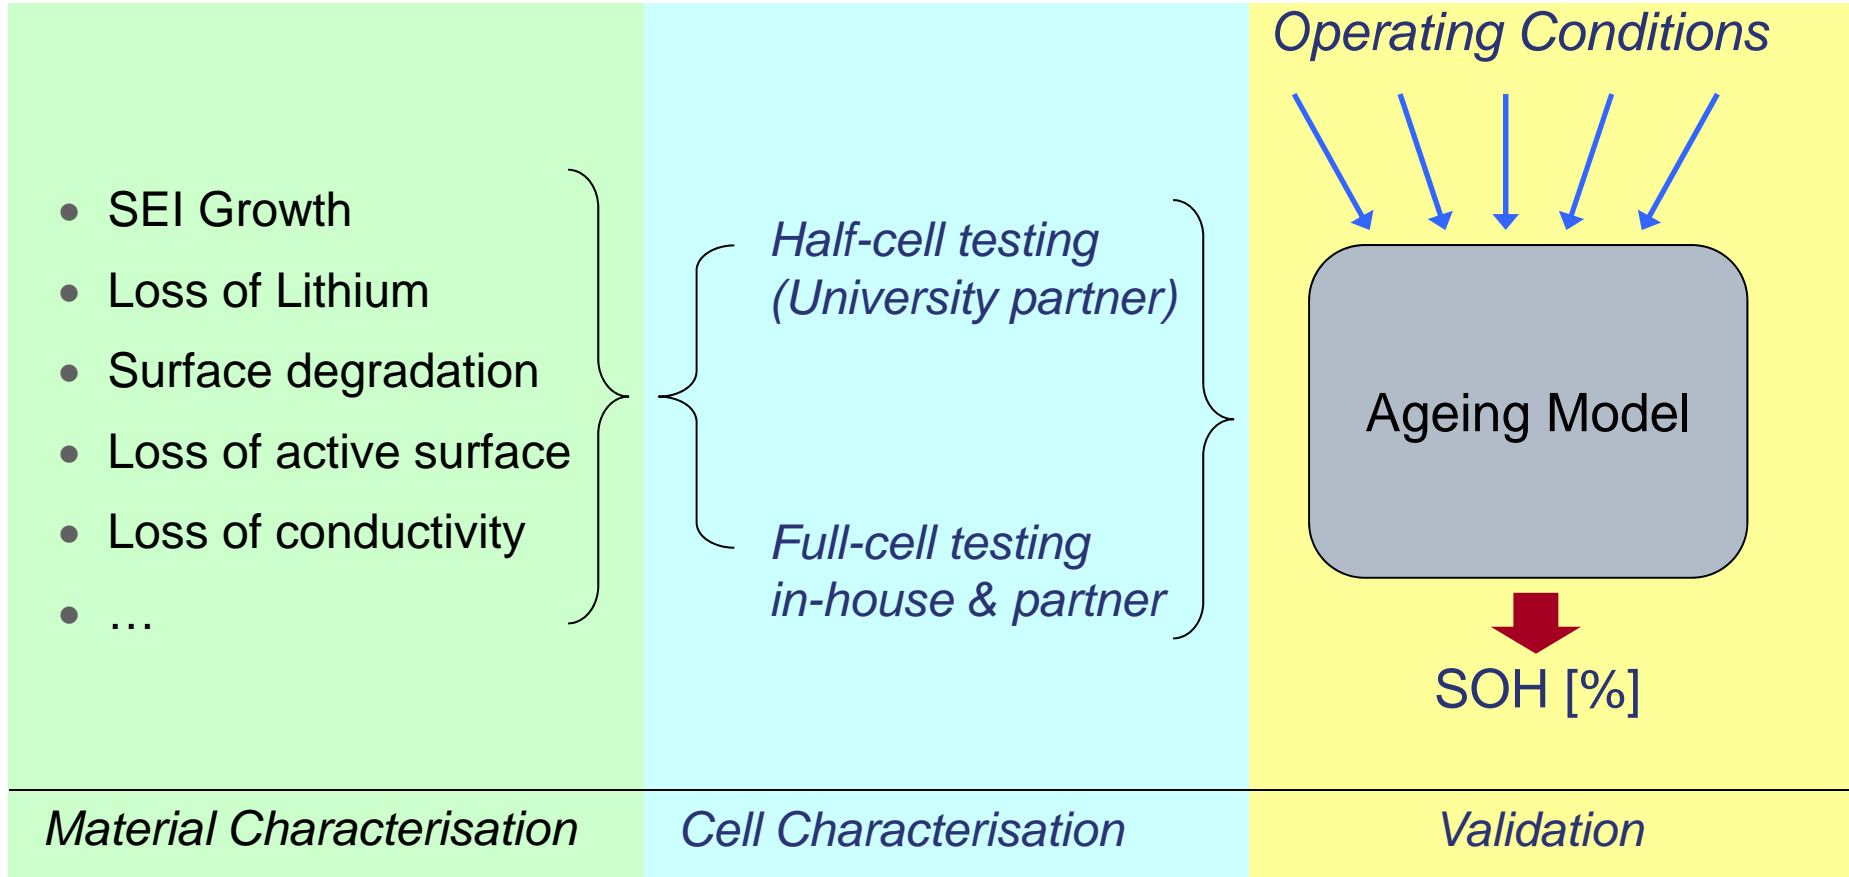 SEI Growth
Loss of Lithium
Surface degradation
Loss of active surface
Loss of conductivity
…
Material Characterisation
Half-cell testing
(University partner)
Full-cell testing
in-house & partner
Cell Characterisation
Operating Conditions
Ageing Model
SOH [%]
Validation